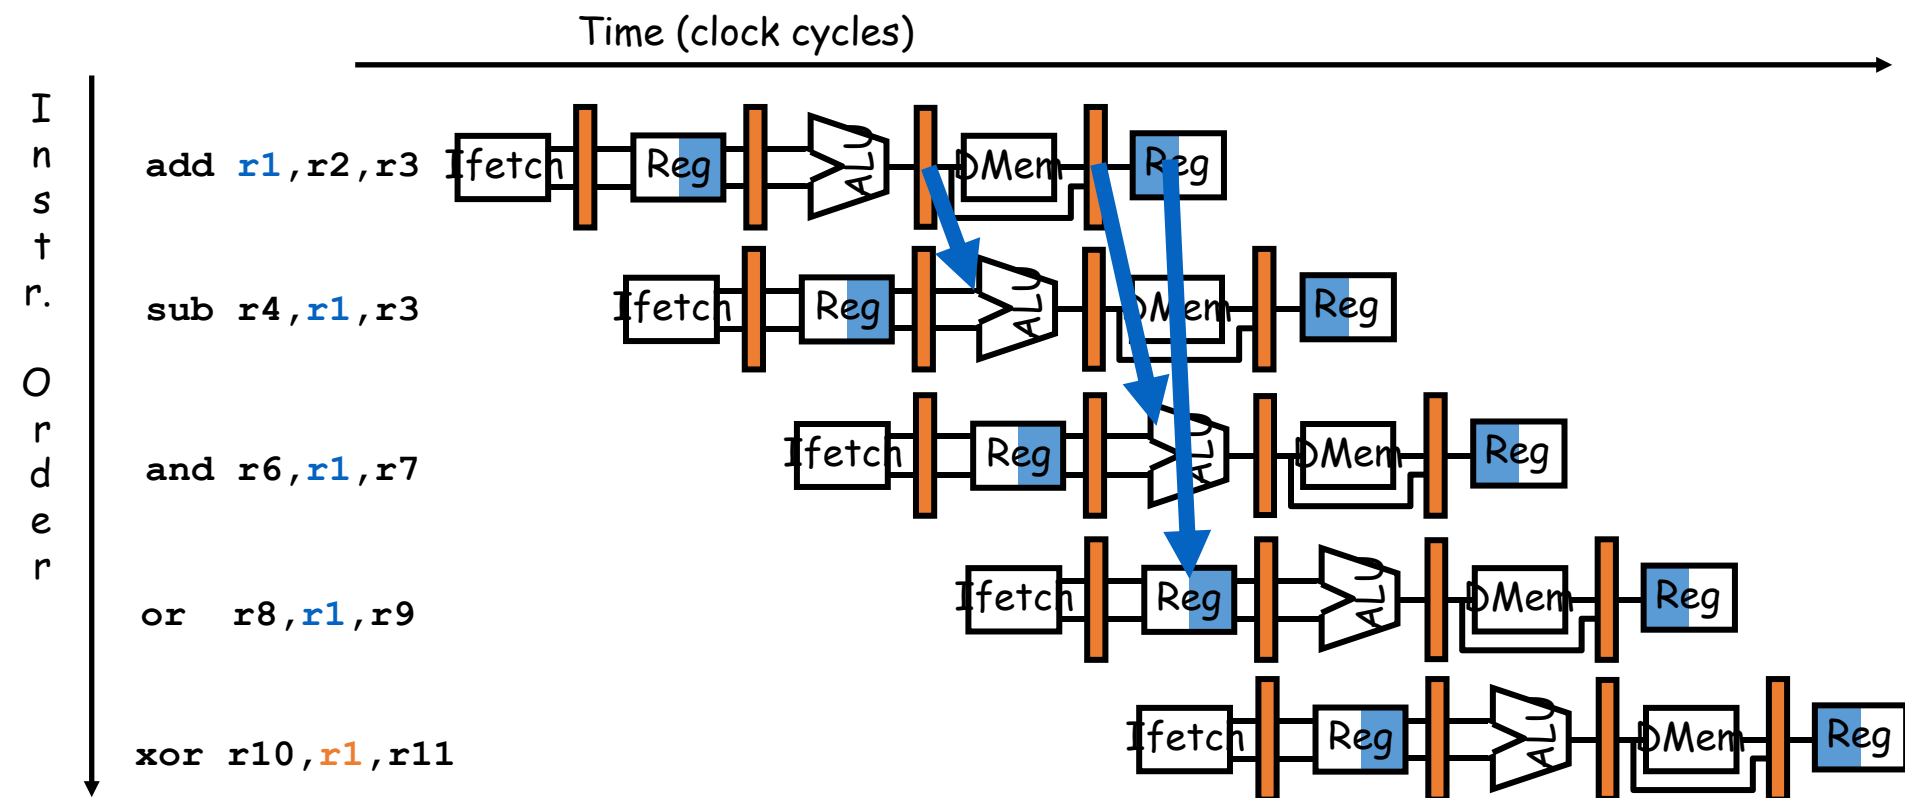 Time (clock cycles)
Instr. Order
add r1,r2,r3 Ifetch Reg ALU DMem Reg
sub r4,r1,r3 Ifetch Reg ALU DMem Reg
and r6,r1,r7 Ifetch Reg ALU DMem Reg
or r8,r1,r9 Ifetch Reg ALU DMem Reg
xor r10,r1,r11 Ifetch Reg ALU DMem Reg